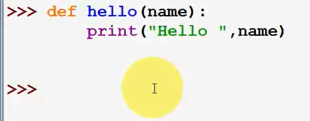 >>> def hello(name):
        print("Hello ",name)
>>>